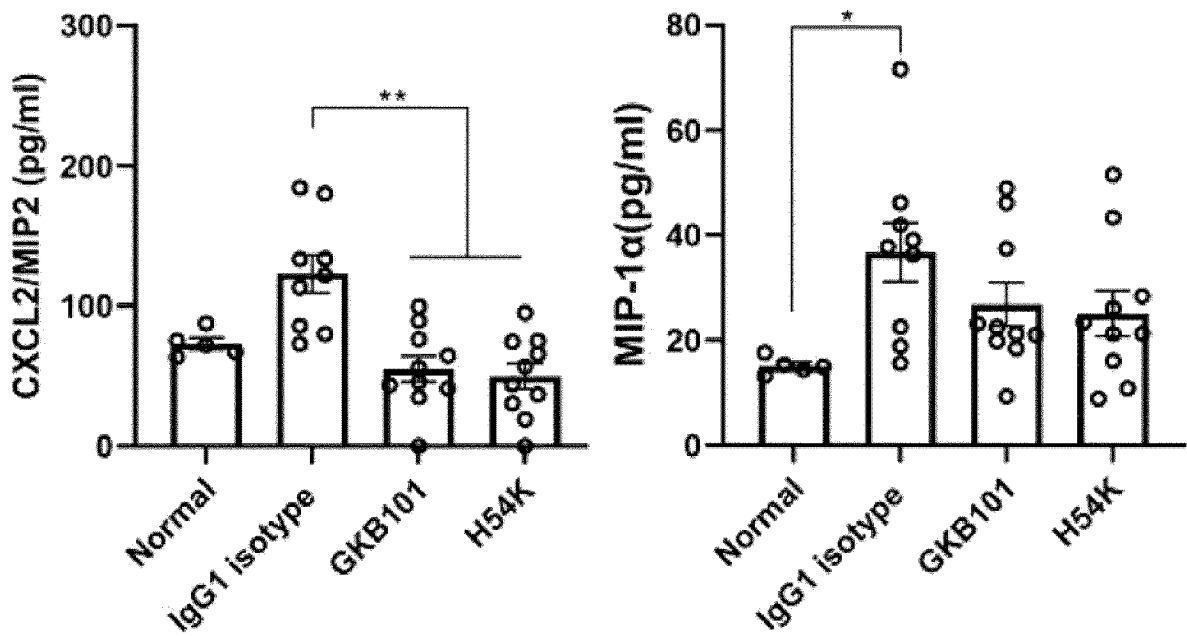 CXCL2/MIP2 (pg/ml)
300
200
100
0
**
Normal
IgG1 isotype
GKB101
H54K
MIP-1α(pg/ml)
80
60
40
20
0
*
Normal
IgG1 isotype
GKB101
H54K